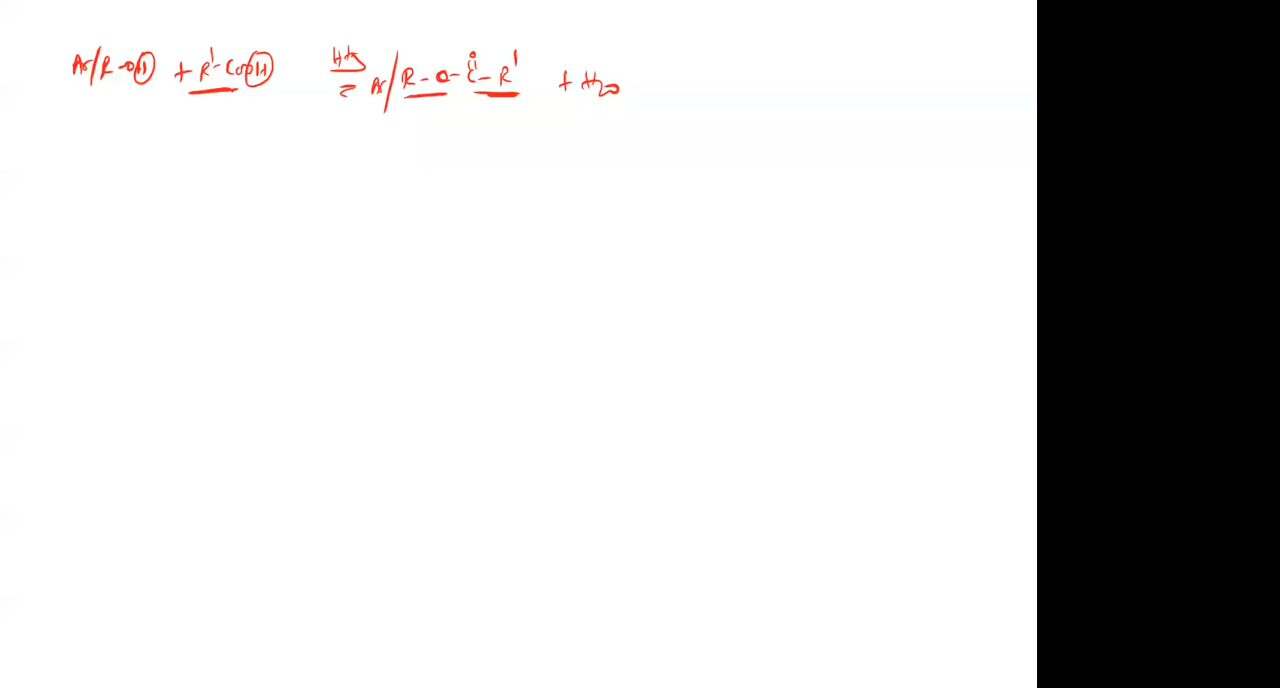 Ar/R-OH + R'-COOH H+ ⇌ Ar/R-O-C(=O)-R' + H2O